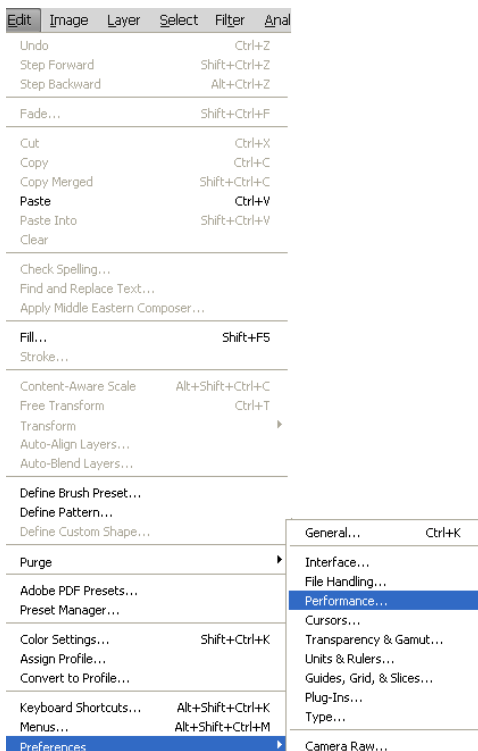 Edit Image Layer Select Filter Anal
Undo Ctrl+Z
Step Forward Shift+Ctrl+Z
Step Backward Alt+Ctrl+Z
Fade... Shift+Ctrl+F
Cut Ctrl+X
Copy Ctrl+C
Copy Merged Shift+Ctrl+C
Paste Ctrl+V
Paste Into Shift+Ctrl+V
Clear
Check Spelling...
Find and Replace Text...
Apply Middle Eastern Composer...
Fill... Shift+F5
Stroke...
Content-Aware Scale Alt+Shift+Ctrl+C
Free Transform Ctrl+T
Transform
Auto-Align Layers...
Auto-Blend Layers...
Define Brush Preset...
Define Pattern...
Define Custom Shape...
Purge
Adobe PDF Presets...
Preset Manager...
Color Settings... Shift+Ctrl+K
Assign Profile...
Convert to Profile...
Keyboard Shortcuts... Alt+Shift+Ctrl+K
Menus... Alt+Shift+Ctrl+M
Preferences
General... Ctrl+K
Interface...
File Handling...
Performance...
Cursors...
Transparency & Gamut...
Units & Rulers...
Guides, Grid, & Slices...
Plug-Ins...
Type...
Camera Raw...